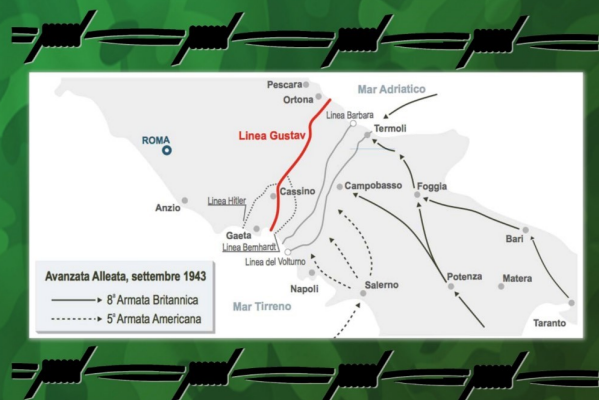 Pescara
Ortona
Mar Adriatico
Linea Barbara
Termoli
Linea Gustav
ROMA
Cassino
Campobasso
Foggia
Linea Hitler
Anzio
Gaeta
Bari
Linea Bernhardt
Linea del Volturno
Avanzata Alleata, settembre 1943
8ª Armata Britannica
5ª Armata Americana
Napoli
Salerno
Potenza
Matera
Mar Tirreno
Taranto